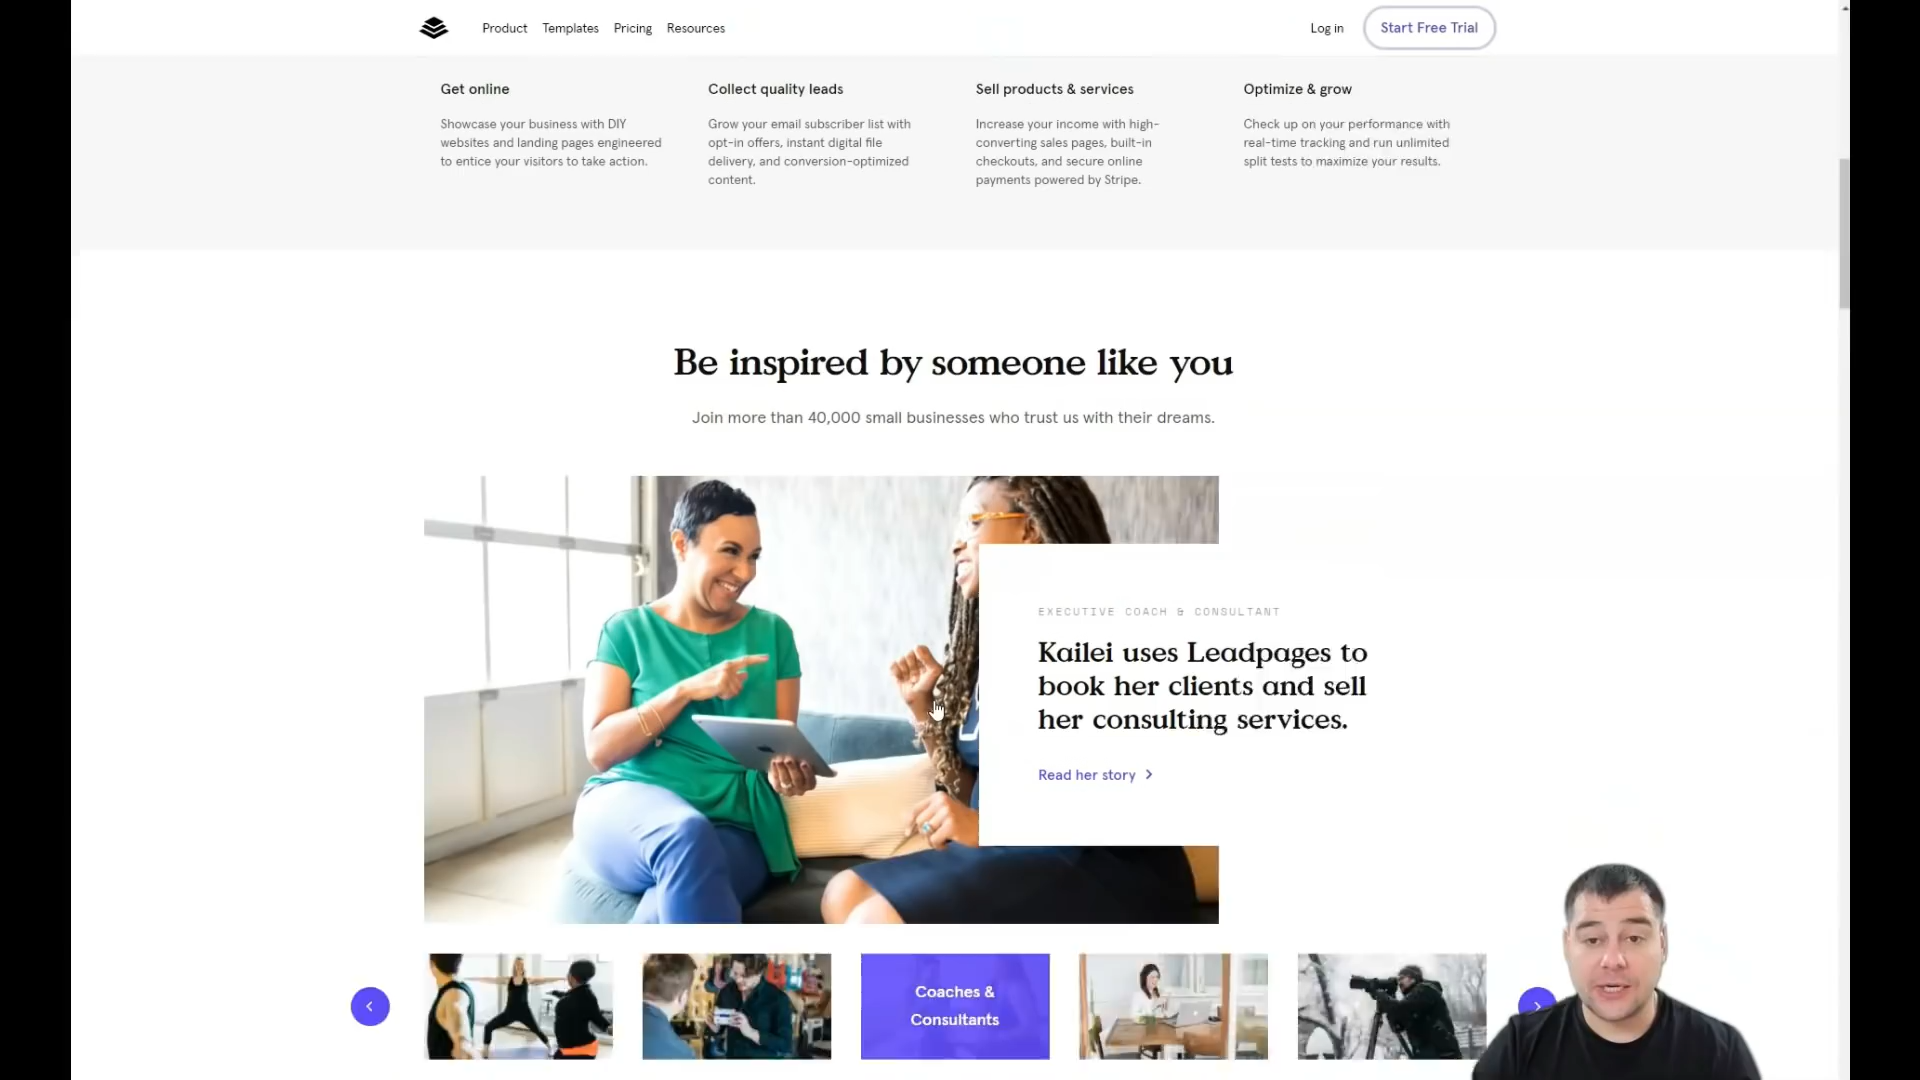 Product Templates Pricing Resources Log in Start Free Trial
Get online
Showcase your business with DIY
websites and landing pages engineered
to entice your visitors to take action.
Collect quality leads
Grow your email subscriber list with
opt-in offers, instant digital file
delivery, and conversion-optimized
content.
Sell products & services
Increase your income with high-
converting sales pages, built-in
checkouts, and secure online
payments powered by Stripe.
Optimize & grow
Check up on your performance with
real-time tracking and run unlimited
split tests to maximize your results.
Be inspired by someone like you
Join more than 40,000 small businesses who trust us with their dreams.
EXECUTIVE COACH & CONSULTANT
Kailei uses Leadpages to
book her clients and sell
her consulting services.
Read her story
Coaches &
Consultants